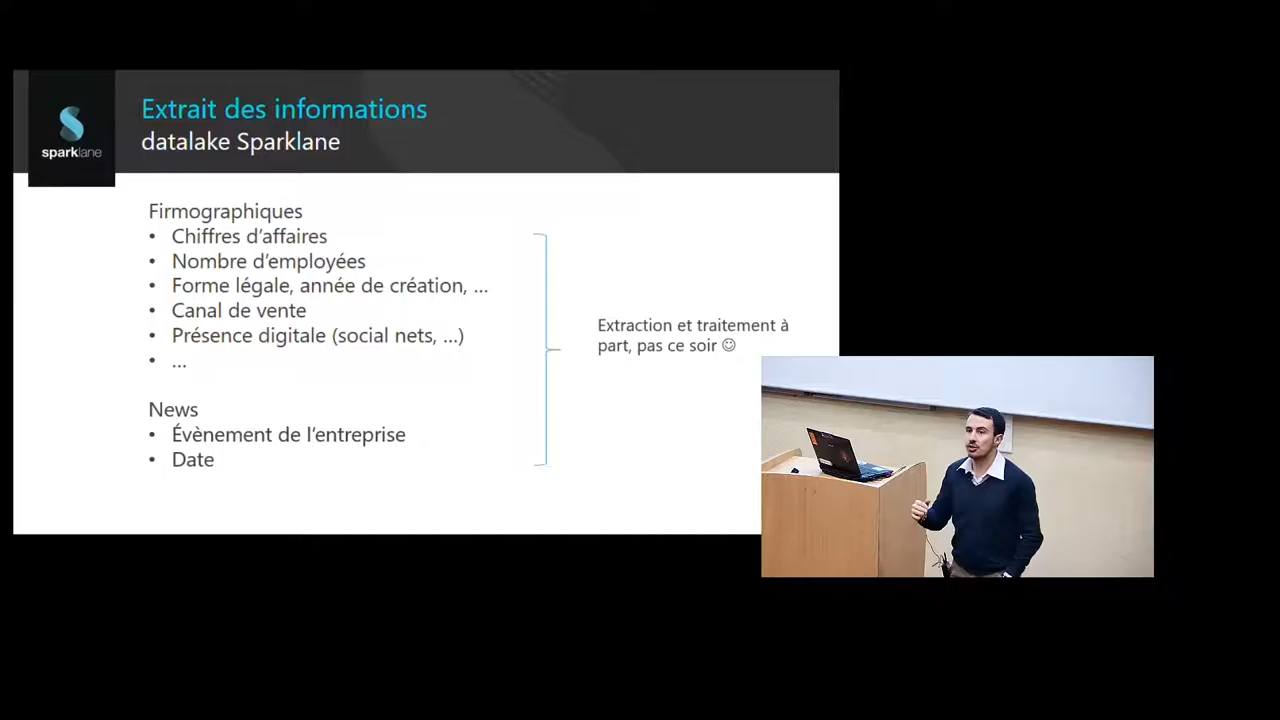 sparklane
Extrait des informations
datalake Sparklane
Firmographiques
• Chiffres d'affaires
• Nombre d'employées
• Forme légale, année de création, ...
• Canal de vente
• Présence digitale (social nets, ...)
• ...
News
• Évènement de l'entreprise
• Date
Extraction et traitement à
part, pas ce soir ☺